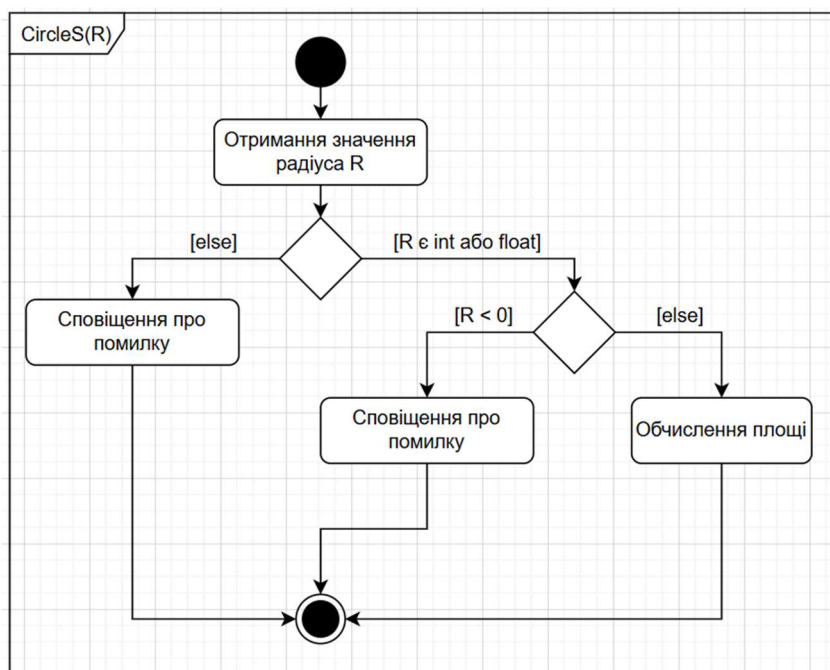 CircleS(R)
Отримання значення
радіуса R
[else]
[R є int або float]
Сповіщення про
помилку
[R < 0]
[else]
Сповіщення про
помилку
Обчислення площі